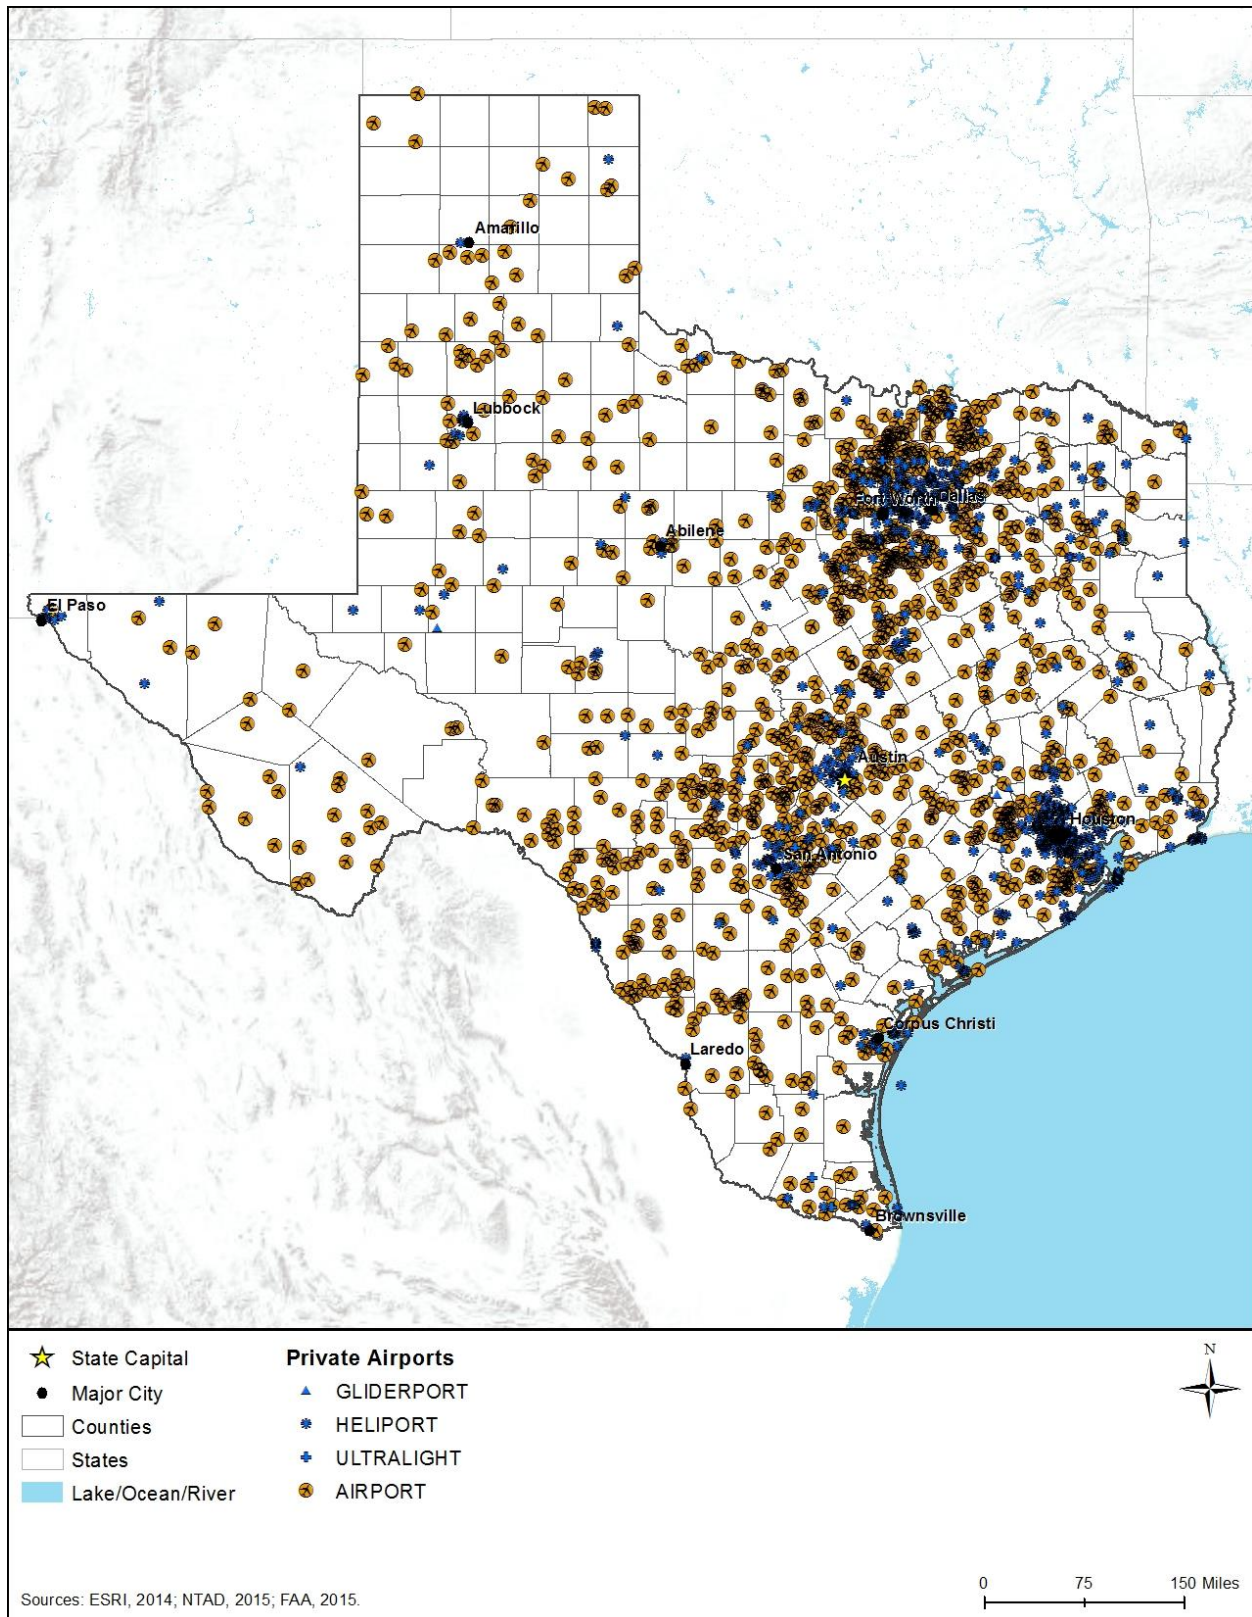 Amarillo
Lubbock
Fort Worth
Dallas
Abilene
El Paso
Austin
Houston
San Antonio
Corpus Christi
Laredo
Brownsville
State Capital
Major City
Counties
States
Lake/Ocean/River
Private Airports
GLIDERPORT
HELIPORT
ULTRALIGHT
AIRPORT
N
0 75 150 Miles
Sources: ESRI, 2014; NTAD, 2015; FAA, 2015.